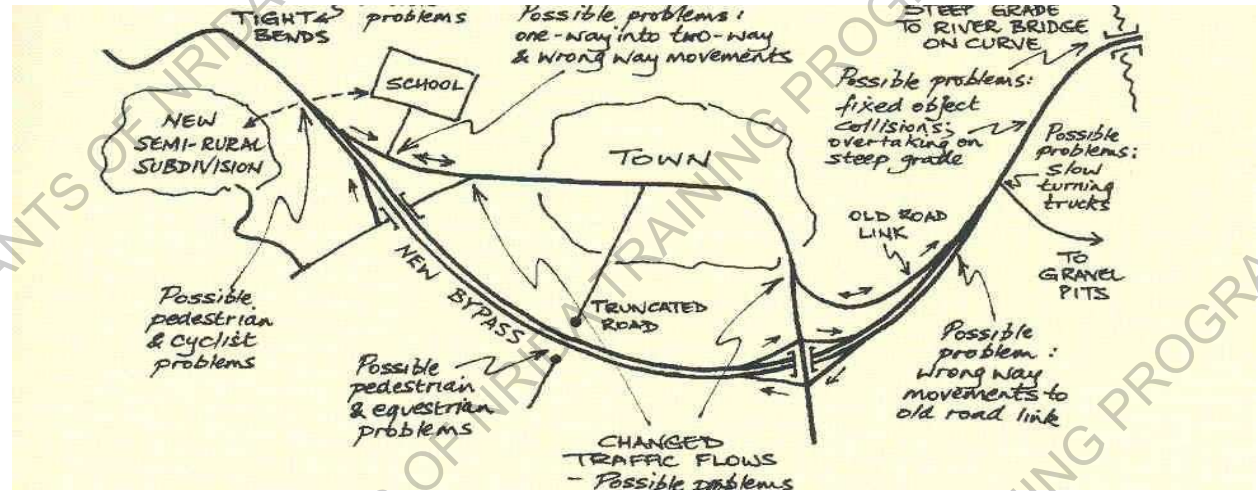 TIGHT
BENDS
problems
Possible problems:
one-way into two-way
& wrong way movements
STEEP GRADE
TO RIVER BRIDGE
ON CURVE
SCHOOL
NEW
SEMI-RURAL
SUBDIVISION
TOWN
Possible problems:
fixed object
collisions;
overtaking on
steep grade
Possible
problems:
slow
turning
trucks
OLD ROAD
LINK
TO
GRAVEL
PITS
NEW BYPASS
TRUNCATED
ROAD
Possible
pedestrian
& cyclist
problems
Possible
pedestrian
& equestrian
problems
Possible
problem:
wrong way
movements to
old road link
CHANGED
TRAFFIC FLOWS
- Possible problems